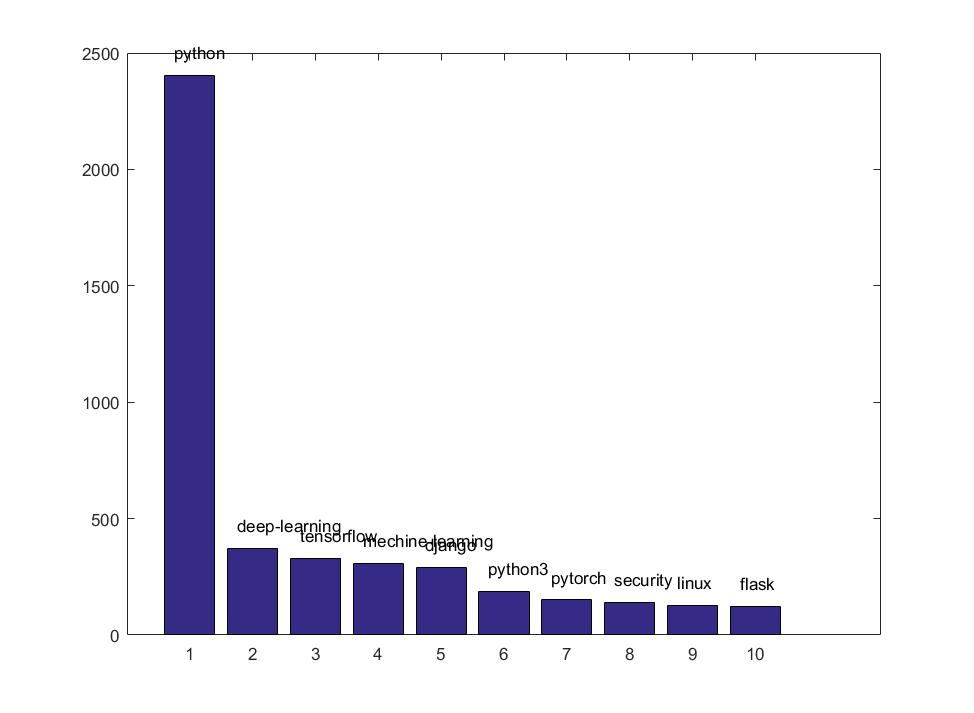 2500
python
2000
1500
1000
500
deep-learning
tensorflow
mechine-learning
django
python3
pytorch
security
linux
flask
0
1 2 3 4 5 6 7 8 9 10